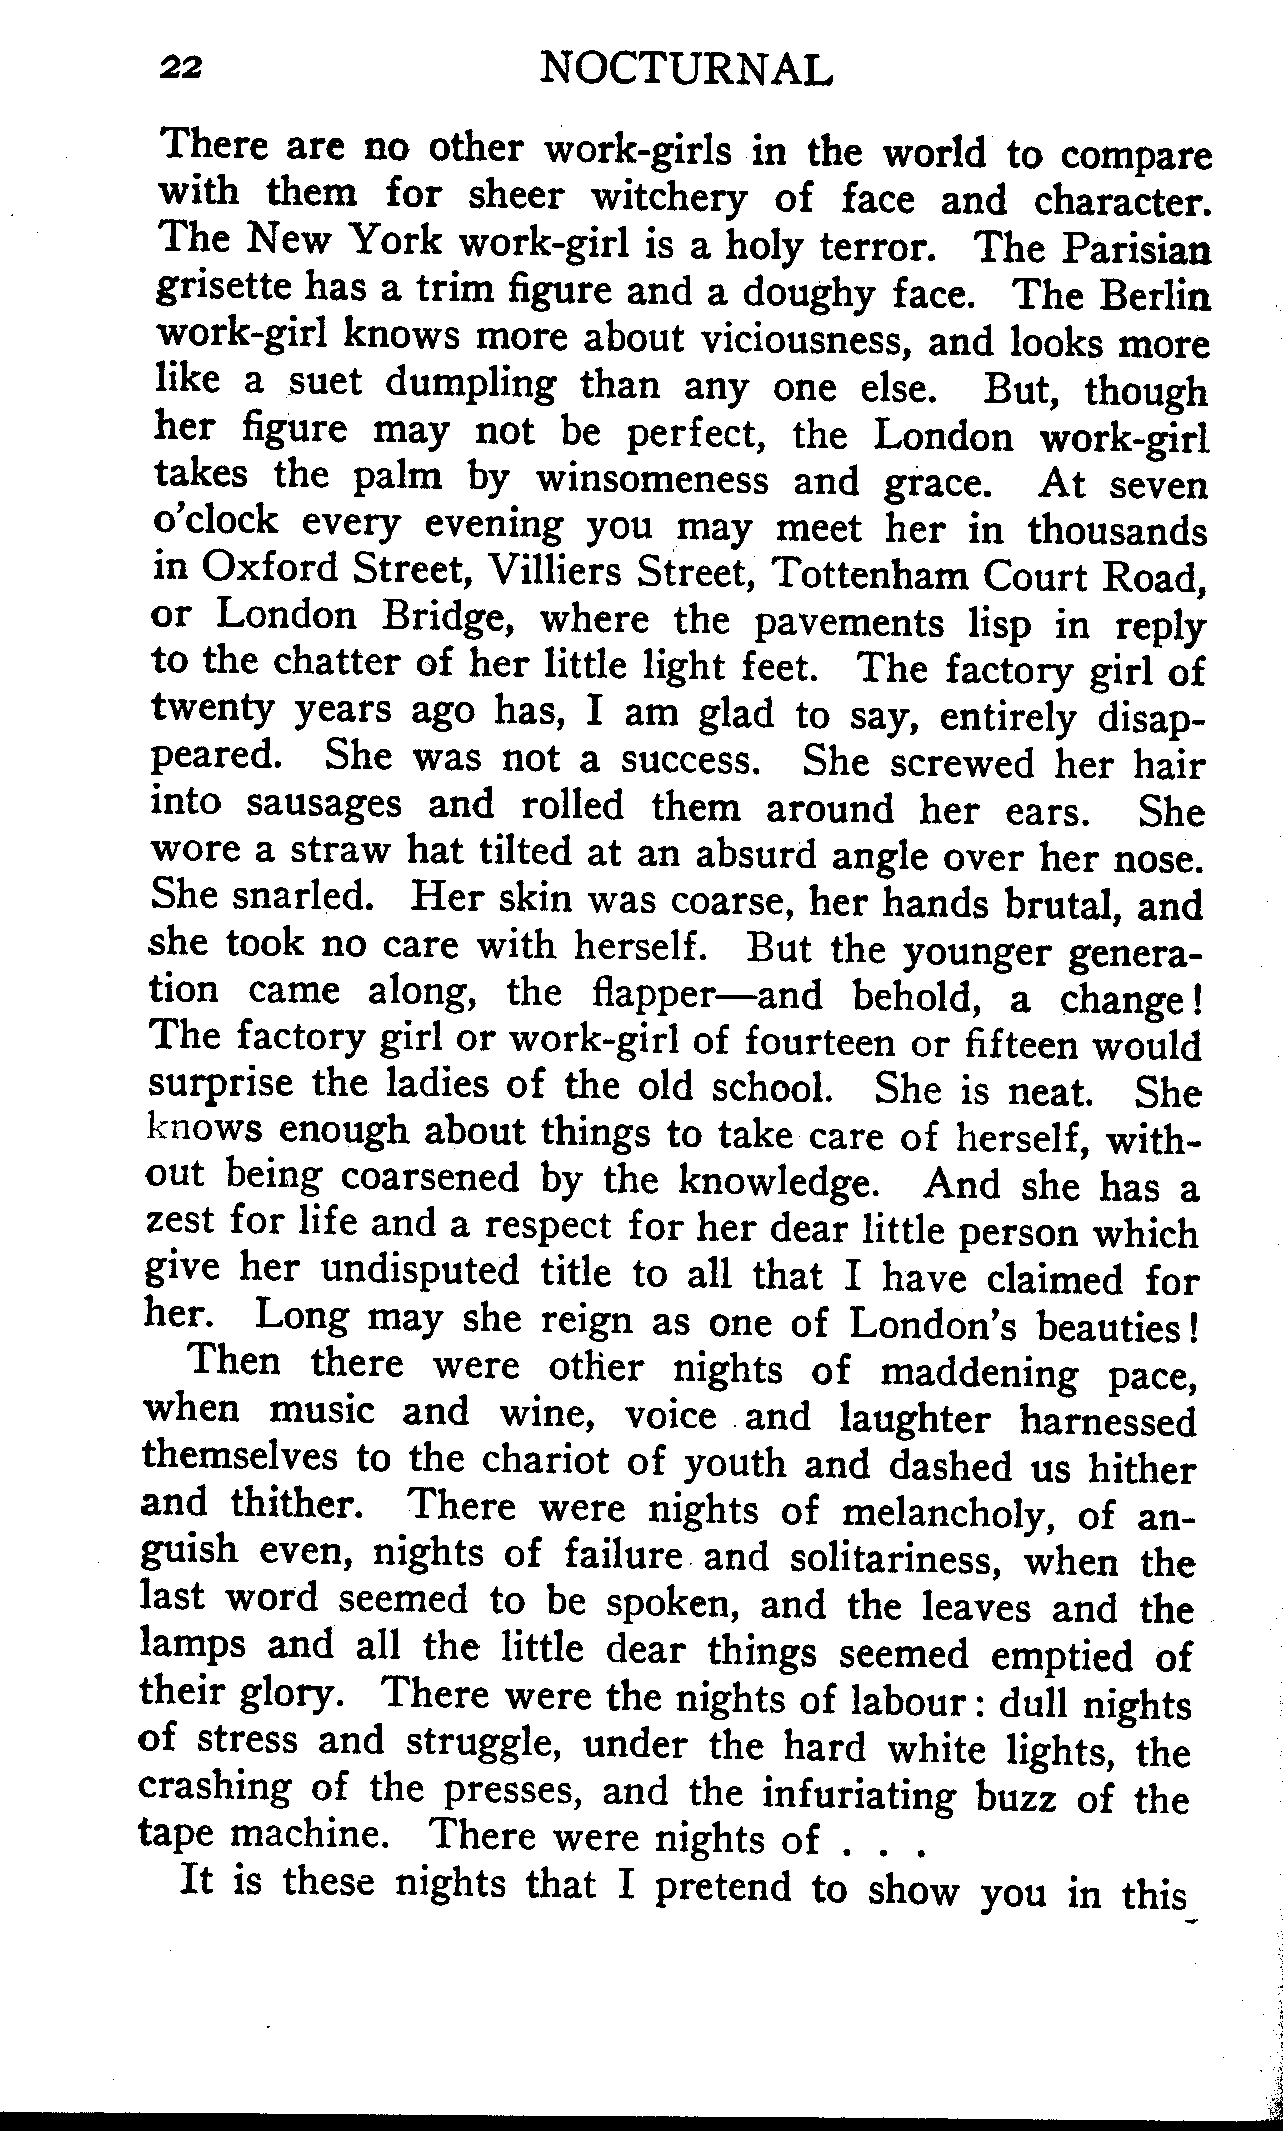 22 NOCTURNAL
There are no other work-girls in the world to compare
with them for sheer witchery of face and character.
The New York work-girl is a holy terror. The Parisian
grisette has a trim figure and a doughy face. The Berlin
work-girl knows more about viciousness, and looks more
like a suet dumpling than any one else. But, though
her figure may not be perfect, the London work-girl
takes the palm by winsomeness and grace. At seven
o'clock every evening you may meet her in thousands
in Oxford Street, Villiers Street, Tottenham Court Road,
or London Bridge, where the pavements lisp in reply
to the chatter of her little light feet. The factory girl of
twenty years ago has, I am glad to say, entirely disap-
peared. She was not a success. She screwed her hair
into sausages and rolled them around her ears. She
wore a straw hat tilted at an absurd angle over her nose.
She snarled. Her skin was coarse, her hands brutal, and
she took no care with herself. But the younger genera-
tion came along, the flapper—and behold, a change!
The factory girl or work-girl of fourteen or fifteen would
surprise the ladies of the old school. She is neat. She
knows enough about things to take care of herself, with-
out being coarsened by the knowledge. And she has a
zest for life and a respect for her dear little person which
give her undisputed title to all that I have claimed for
her. Long may she reign as one of London's beauties!
Then there were other nights of maddening pace,
when music and wine, voice and laughter harnessed
themselves to the chariot of youth and dashed us hither
and thither. There were nights of melancholy, of an-
guish even, nights of failure and solitariness, when the
last word seemed to be spoken, and the leaves and the
lamps and all the little dear things seemed emptied of
their glory. There were the nights of labour: dull nights
of stress and struggle, under the hard white lights, the
crashing of the presses, and the infuriating buzz of the
tape machine. There were nights of . . .
It is these nights that I pretend to show you in this